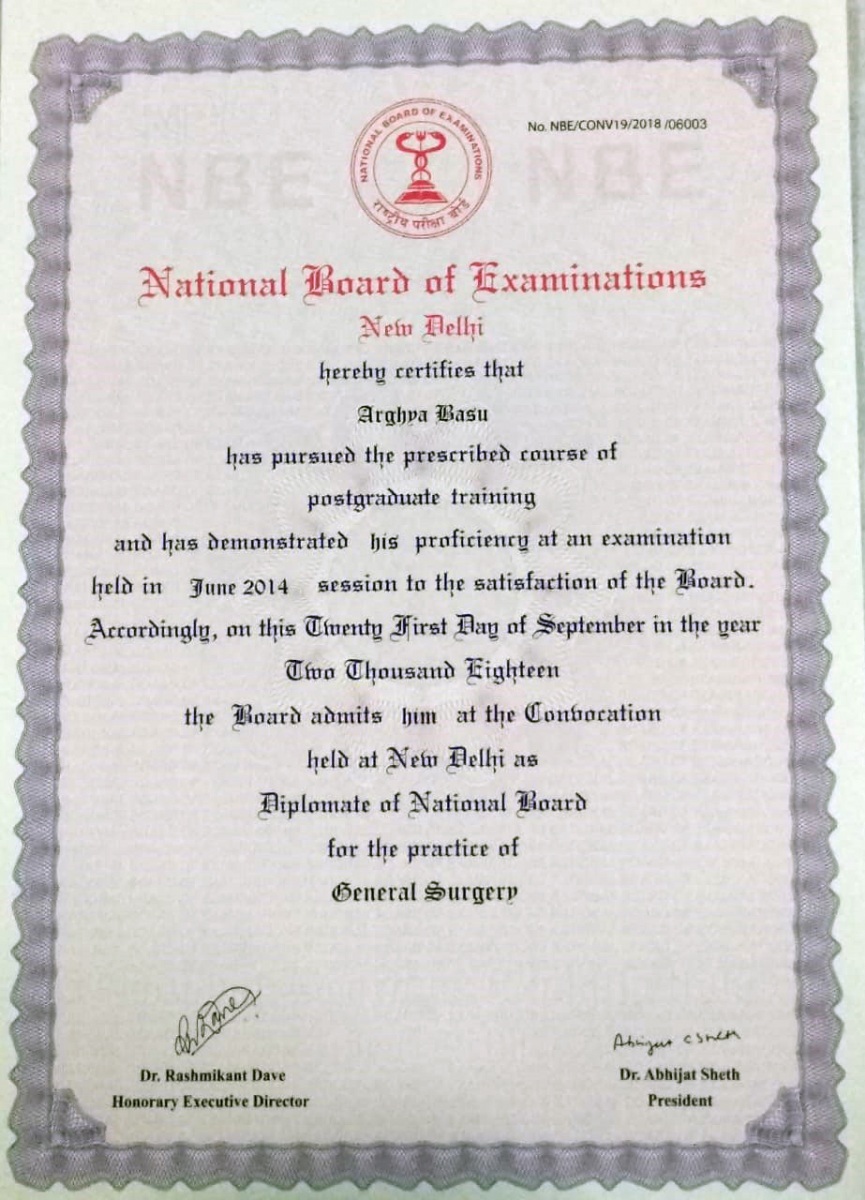 No. NBE/CONV19/2018 /06003
NATIONAL BOARD OF EXAMINATIONS
राष्ट्रीय परीक्षा बोर्ड
NBE NBE
National Board of Examinations
New Delhi
hereby certifies that
Arghya Basu
has pursued the prescribed course of
postgraduate training
and has demonstrated his proficiency at an examination
held in June 2014 session to the satisfaction of the Board.
Accordingly, on this Twenty First Day of September in the year
Two Thousand Eighteen
the Board admits him at the Convocation
held at New Delhi as
Diplomate of National Board
for the practice of
General Surgery
Dr. Rashmikant Dave
Honorary Executive Director
Abhijat C Sheth
Dr. Abhijat Sheth
President